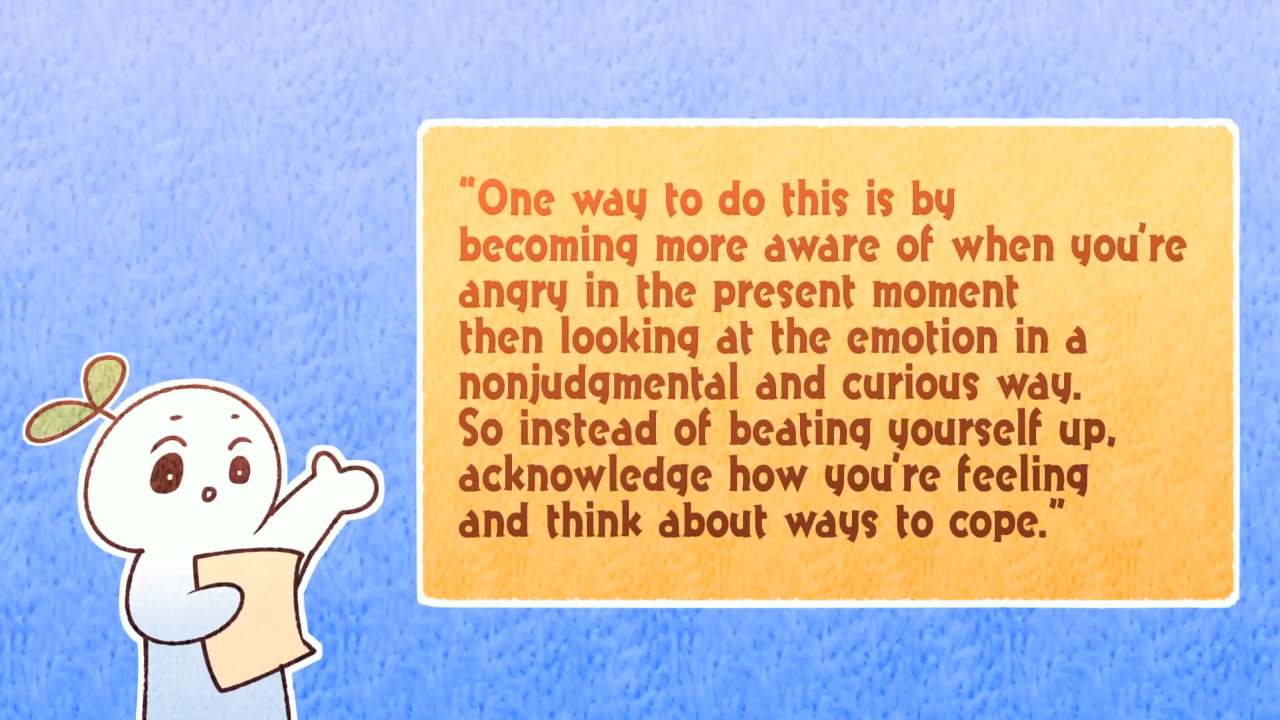 "One way to do this is by
becoming more aware of when you're
angry in the present moment
then looking at the emotion in a
nonjudgmental and curious way.
So instead of beating yourself up,
acknowledge how you're feeling
and think about ways to cope."